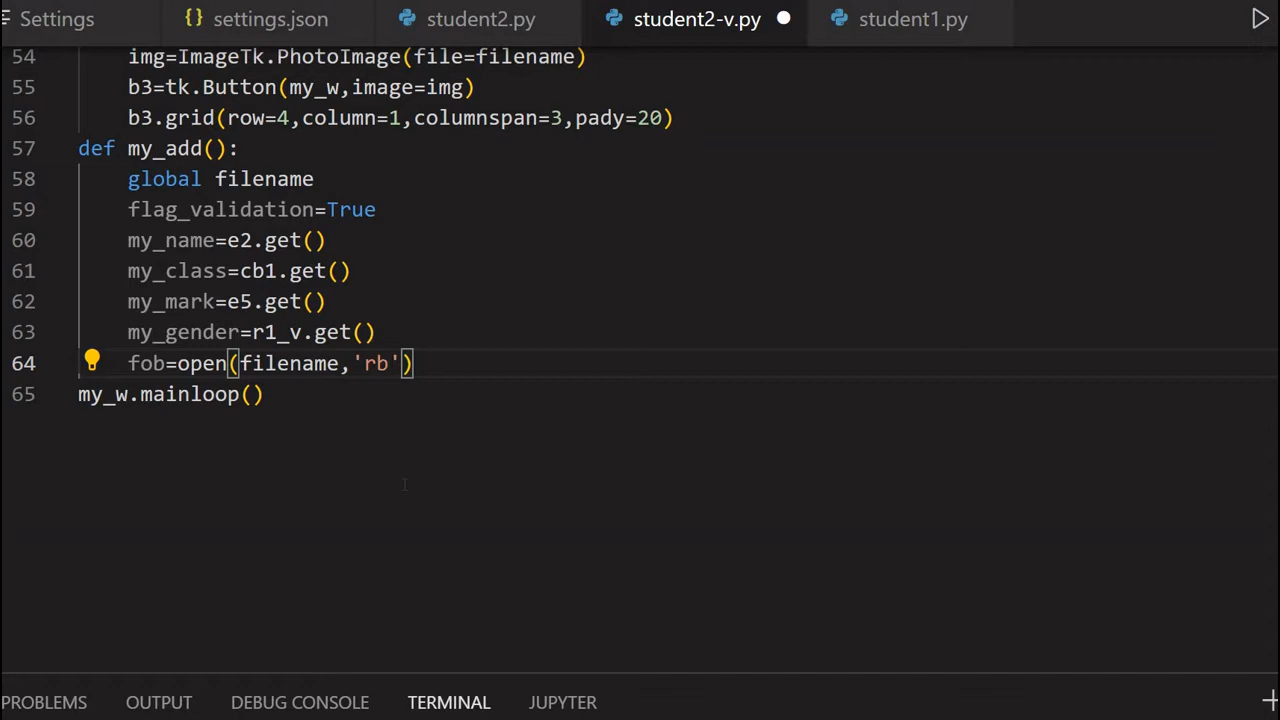 Settings {} settings.json student2.py student2-v.py student1.py
54 img=ImageTk.PhotoImage(file=filename)
55 b3=tk.Button(my_w,image=img)
56 b3.grid(row=4,column=1,columnspan=3,pady=20)
57 def my_add():
58 global filename
59 flag_validation=True
60 my_name=e2.get()
61 my_class=cb1.get()
62 my_mark=e5.get()
63 my_gender=r1_v.get()
64 fob=open(filename,'rb')
65 my_w.mainloop()
PROBLEMS OUTPUT DEBUG CONSOLE TERMINAL JUPYTER